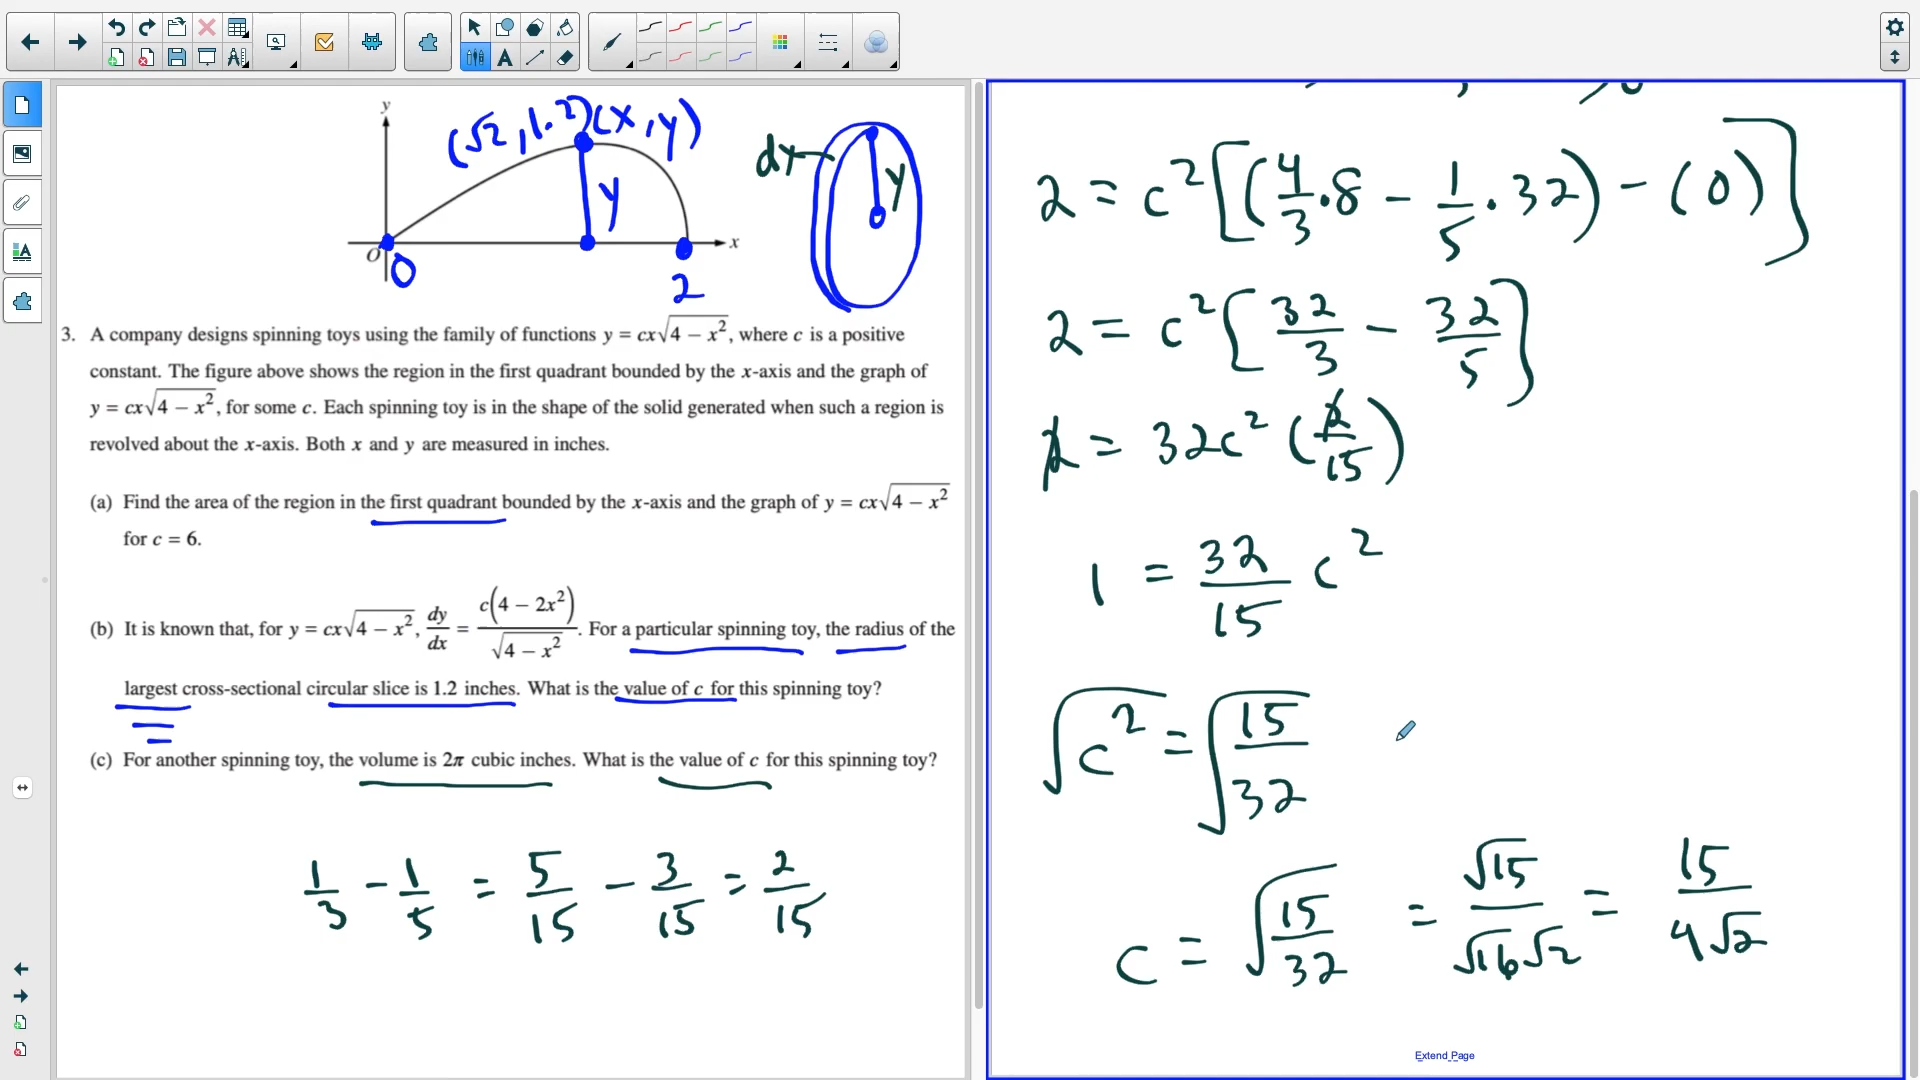 y
(√2, 1.2) (x, y)
dx
y
y
O
0
2
x
3. A company designs spinning toys using the family of functions y = cx√(4 − x²), where c is a positive
constant. The figure above shows the region in the first quadrant bounded by the x-axis and the graph of
y = cx√(4 − x²), for some c. Each spinning toy is in the shape of the solid generated when such a region is
revolved about the x-axis. Both x and y are measured in inches.
(a) Find the area of the region in the first quadrant bounded by the x-axis and the graph of y = cx√(4 − x²)
for c = 6.
(b) It is known that, for y = cx√(4 − x²), dy/dx = c(4 − 2x²)/√(4 − x²). For a particular spinning toy, the radius of the
largest cross-sectional circular slice is 1.2 inches. What is the value of c for this spinning toy?
(c) For another spinning toy, the volume is 2π cubic inches. What is the value of c for this spinning toy?
1/3 − 1/5 = 5/15 − 3/15 = 2/15
2 = c²[(4/3 · 8 − 1/5 · 32) − (0)]
2 = c²[32/3 − 32/5]
2 = 32c² (2/15)
1 = 32/15 c²
√c² = √(15/32)
c = √(15/32) = √15/(√16√2) = 15/(4√2)
Extend_Page